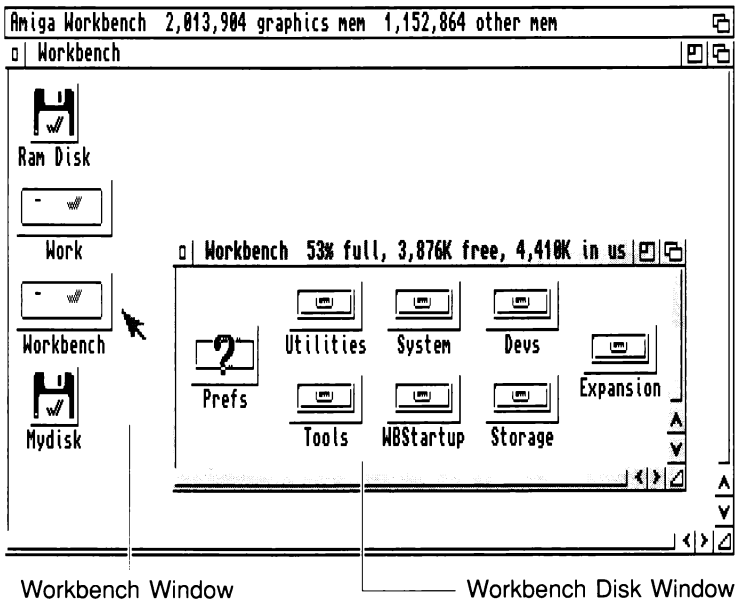 Amiga Workbench 2,013,904 graphics mem 1,152,864 other mem
Workbench
Ram Disk
Work
Workbench
Mydisk
Workbench 53% full, 3,876K free, 4,410K in us
Prefs
Utilities
System
Devs
Expansion
Tools
WBStartup
Storage
Workbench Window
Workbench Disk Window